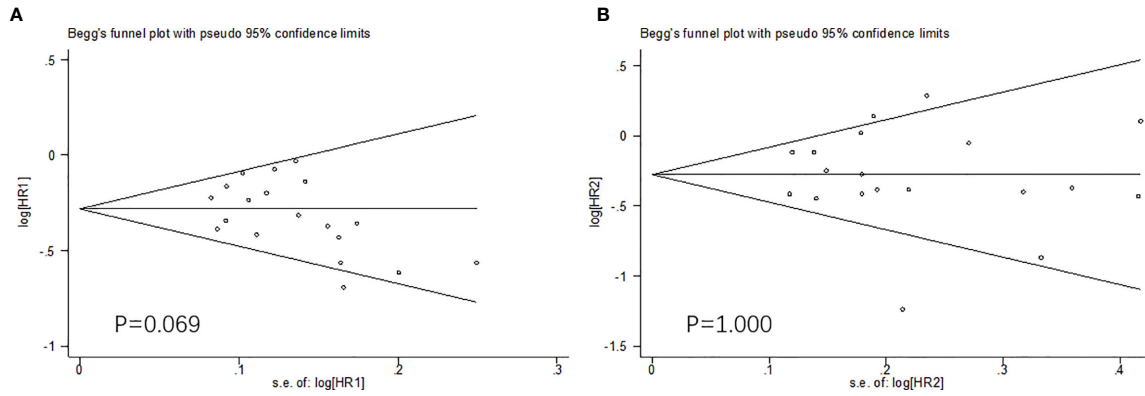 A
Begg's funnel plot with pseudo 95% confidence limits
.5
0
-.5
-1
log[HR1]
P=0.069
0
.1
.2
.3
s.e. of: log[HR1]
B
Begg's funnel plot with pseudo 95% confidence limits
.5
0
-.5
-1
-1.5
log[HR2]
P=1.000
0
.1
.2
.3
.4
s.e. of: log[HR2]